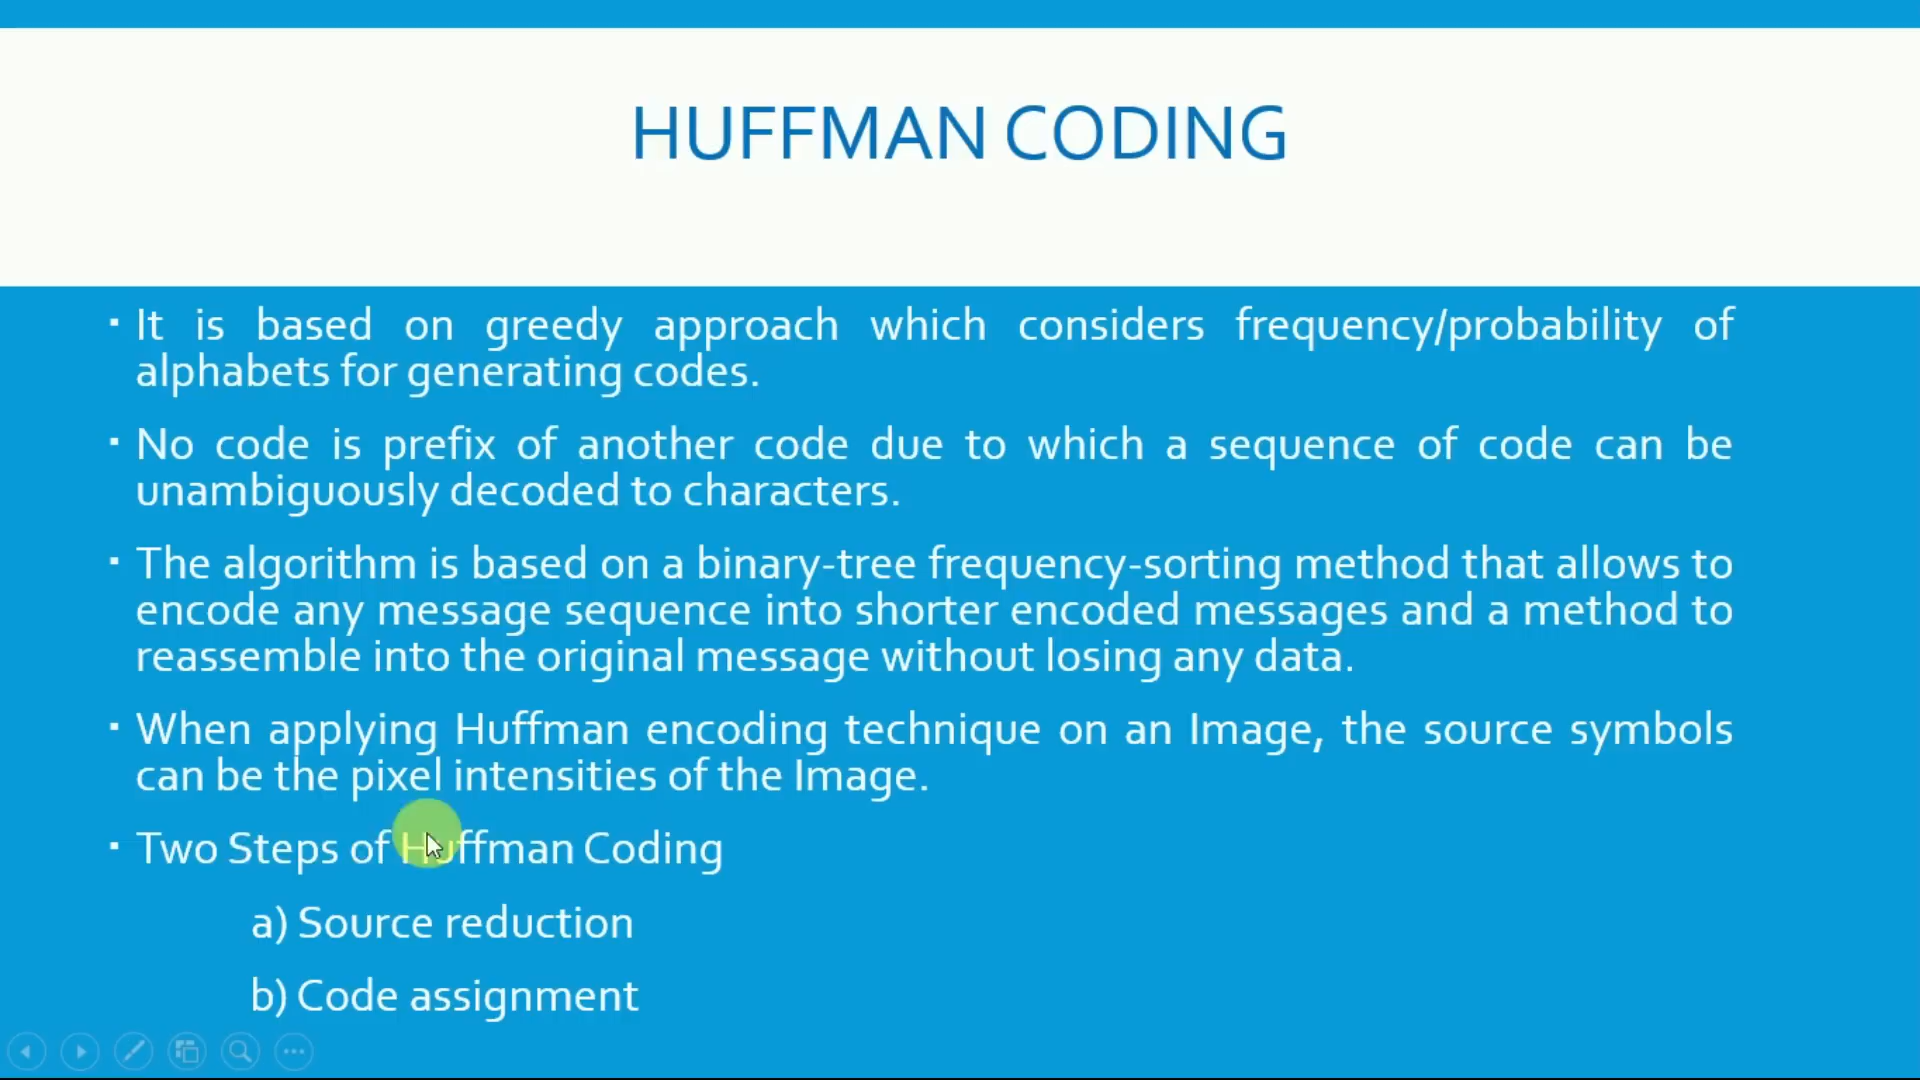 HUFFMAN CODING
▪ It is based on greedy approach which considers frequency/probability of
alphabets for generating codes.
▪ No code is prefix of another code due to which a sequence of code can be
unambiguously decoded to characters.
▪ The algorithm is based on a binary-tree frequency-sorting method that allows to
encode any message sequence into shorter encoded messages and a method to
reassemble into the original message without losing any data.
▪ When applying Huffman encoding technique on an Image, the source symbols
can be the pixel intensities of the Image.
▪ Two Steps of Huffman Coding
a) Source reduction
b) Code assignment